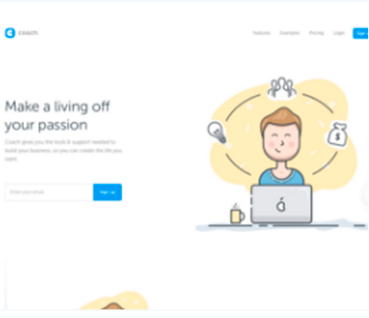 coach
Features Examples Pricing Login Sign up
Make a living off
your passion
Coach gives you the tools & support needed to
build your business, so you can create the life you
want.
Enter your email Sign up